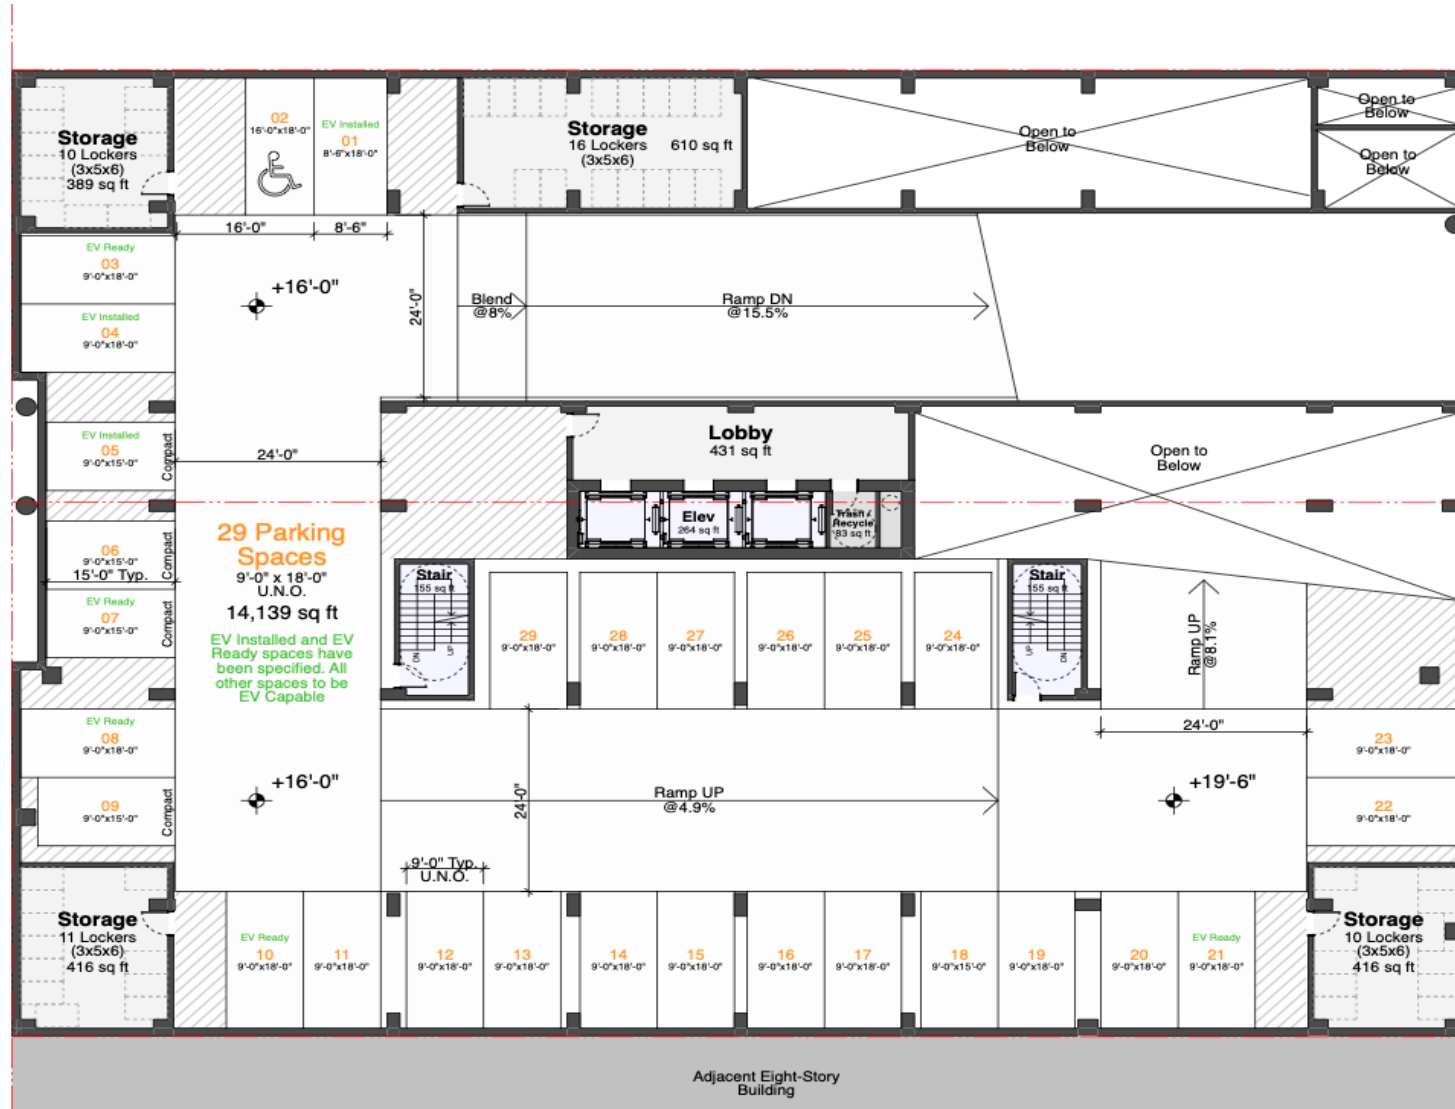 Storage
10 Lockers
(3x5x6)
389 sq ft
02
16'-0"x18'-0"
EV Installed
01
8'-6"x18'-0"
Storage
16 Lockers
(3x5x6)
610 sq ft
Open to
Below
Open to
Below
Open to
Below
16'-0"
8'-6"
EV Ready
03
9'-0"x18'-0"
+16'-0"
24'-0"
Blend
@8%
Ramp DN
@15.5%
EV Installed
04
9'-0"x18'-0"
EV Installed
05
9'-0"x15'-0"
Compact
24'-0"
Lobby
431 sq ft
Open to
Below
Elev
264 sq ft
Trash /
Recycle
83 sq ft
06
9'-0"x15'-0"
Compact
15'-0" Typ.
29 Parking
Spaces
9'-0" x 18'-0"
U.N.O.
14,139 sq ft
EV Installed and EV
Ready spaces have
been specified. All
other spaces to be
EV Capable
EV Ready
07
9'-0"x15'-0"
Compact
Stair
155 sq ft
DN
UP
29
9'-0"x18'-0"
28
9'-0"x18'-0"
27
9'-0"x18'-0"
26
9'-0"x18'-0"
25
9'-0"x18'-0"
24
9'-0"x18'-0"
Stair
155 sq ft
UP
DN
Ramp UP
@8.1%
EV Ready
08
9'-0"x18'-0"
24'-0"
23
9'-0"x18'-0"
+16'-0"
Ramp UP
@4.9%
24'-0"
+19'-6"
09
9'-0"x15'-0"
Compact
22
9'-0"x18'-0"
9'-0" Typ.
U.N.O.
Storage
11 Lockers
(3x5x6)
416 sq ft
EV Ready
10
9'-0"x18'-0"
11
9'-0"x18'-0"
12
9'-0"x18'-0"
13
9'-0"x18'-0"
14
9'-0"x18'-0"
15
9'-0"x18'-0"
16
9'-0"x18'-0"
17
9'-0"x18'-0"
18
9'-0"x15'-0"
19
9'-0"x18'-0"
20
9'-0"x18'-0"
EV Ready
21
9'-0"x18'-0"
Storage
10 Lockers
(3x5x6)
416 sq ft
Adjacent Eight-Story
Building